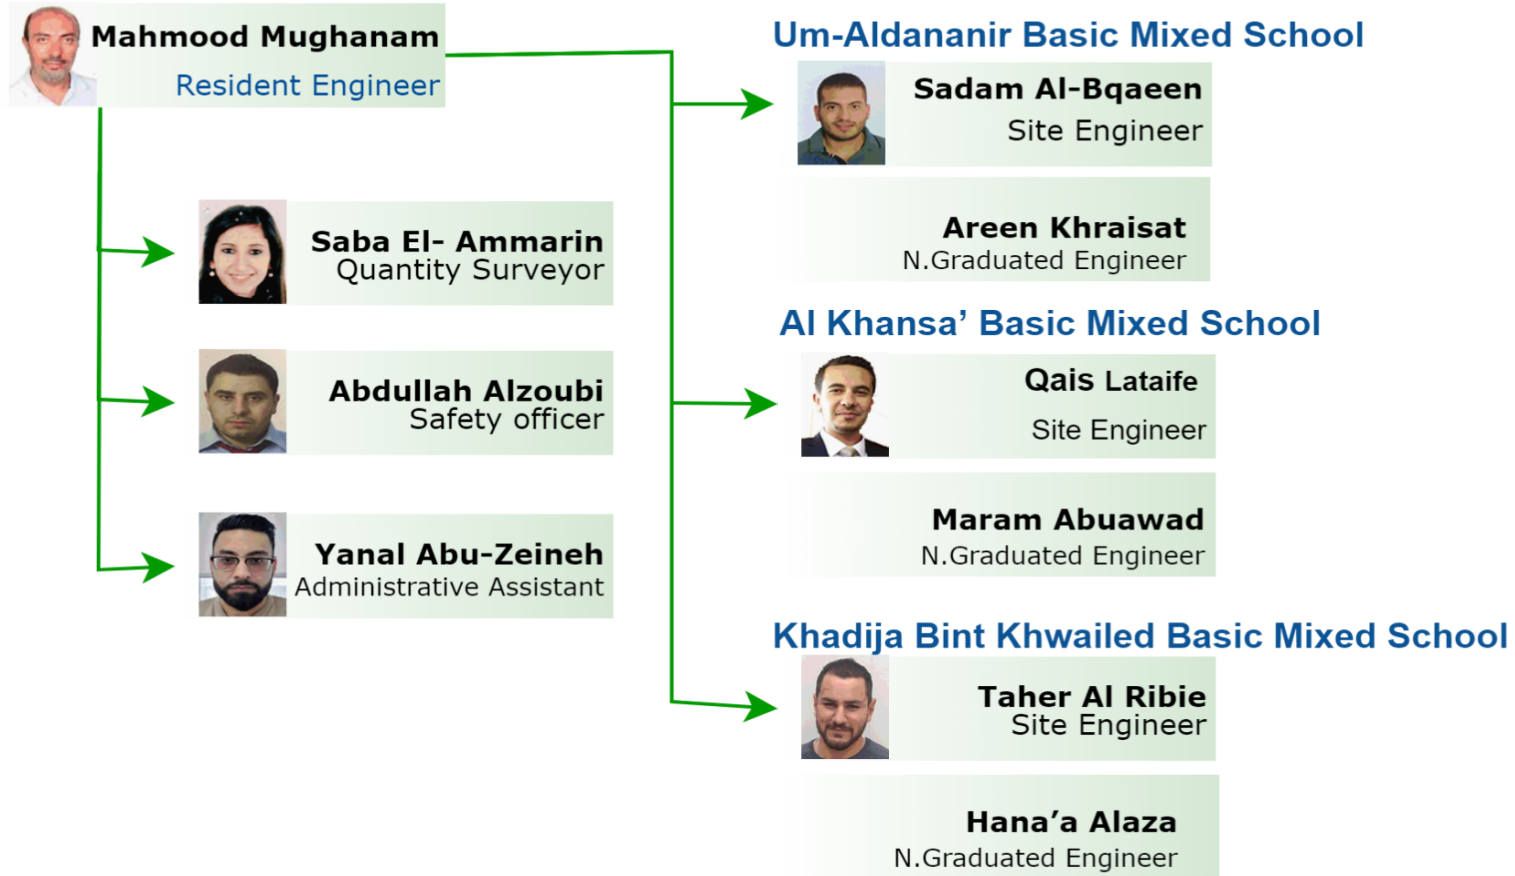 Mahmood Mughanam
Resident Engineer
Saba El- Ammarin
Quantity Surveyor
Abdullah Alzoubi
Safety officer
Yanal Abu-Zeineh
Administrative Assistant
Um-Aldananir Basic Mixed School
Sadam Al-Bqaeen
Site Engineer
Areen Khraisat
N.Graduated Engineer
Al Khansa’ Basic Mixed School
Qais Lataife
Site Engineer
Maram Abuawad
N.Graduated Engineer
Khadija Bint Khwailed Basic Mixed School
Taher Al Ribie
Site Engineer
Hana’a Alaza
N.Graduated Engineer